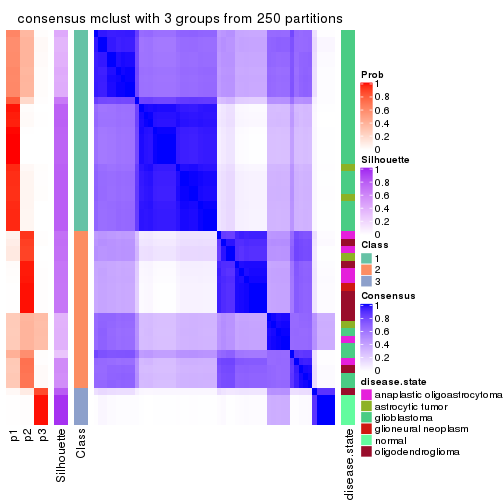 consensus mclust with 3 groups from 250 partitions
Prob
1
0.8
0.6
0.4
0.2
0
Silhouette
1
0.8
0.6
0.4
0.2
0
Class
1
2
3
Consensus
1
0.8
0.6
0.4
0.2
0
disease.state
anaplastic oligoastrocytoma
astrocytic tumor
glioblastoma
glioneural neoplasm
normal
oligodendroglioma
p1
p2
p3
Silhouette
Class
disease.state